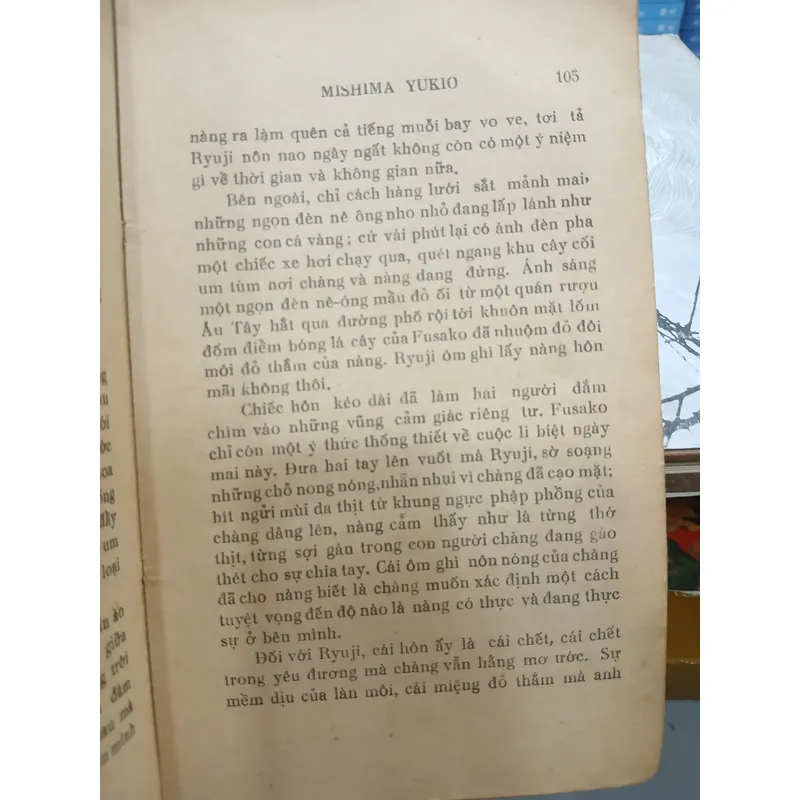 MISHIMA YUKIO 105
nàng ra lậm quên cả tiếng muỗi bay vo ve, tơi tả
Ryuji nôn nao ngây ngất không còn có một ý niệm
gì về thời gian và không gian nữa.
Bên ngoài, chỉ cách hàng lưới sắt mảnh mai,
những ngọn đèn nê ông nho nhỏ đang lấp lánh như
những con cá vàng ; cứ vài phút lại có ánh đèn pha
một chiếc xe hơi chạy qua, quét ngang khu cây cối
um tùm nơi chàng và nàng đang đứng. Ánh sáng
một ngọn đèn nê-ông mầu đỏ ối từ một quán rượu
Âu Tây hắt qua đường phố rọi tới khuôn mặt lốm
đốm điềm bóng lá cây của Fusako đã nhuộm đỏ đôi
môi đỏ thắm của nàng. Ryuji ôm ghì lấy nàng hôn
mãi không thôi.
Chiếc hôn kéo dài đã làm hai người đắm
chìm vào những vũng cảm giác riêng tư. Fusako
chỉ còn một ý thức thống thiết về cuộc li biệt ngày
mai này. Đưa hai tay lên vuốt má Ryuji, sờ soạng
những chỗ nong nóng,nhẵn nhụi vì chàng đã cạo mặt;
hít ngửi mùi da thịt từ khung ngực phập phồng của
chàng dâng lên, nàng cảm thấy như là từng thớ
thịt, từng sợi gân trong con người chàng đang gào
thét cho sự chia tay. Cái ôm ghì nôn nóng của chàng
đã cho nàng biết là chàng muốn xác định một cách
tuyệt vọng đến độ nào là nàng có thực và đang thực
sự ở bên mình.
Đối với Ryuji, cái hôn ấy là cái chết, cái chết
trong yêu đương mà chàng vẫn hằng mơ ước. Sự
mềm dịu của làn môi, cái miệng đỏ thắm mà anh